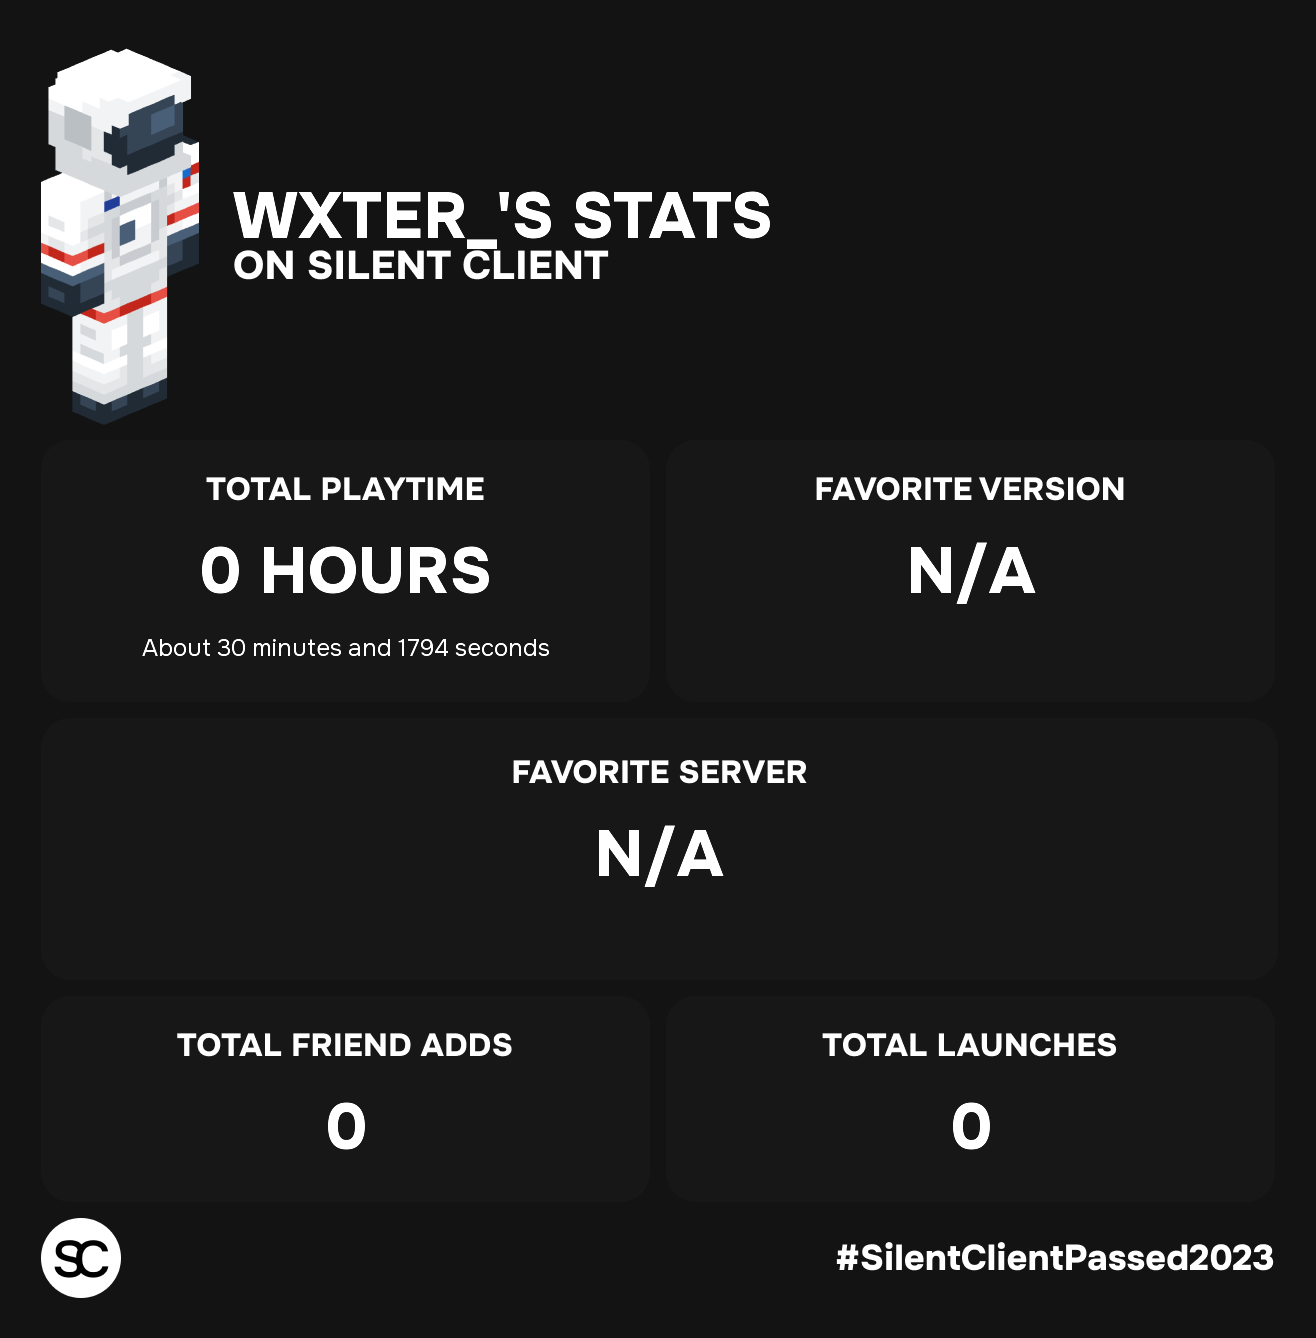 WXTER_'S STATS
ON SILENT CLIENT
TOTAL PLAYTIME
0 HOURS
About 30 minutes and 1794 seconds
FAVORITE VERSION
N/A
FAVORITE SERVER
N/A
TOTAL FRIEND ADDS
0
TOTAL LAUNCHES
0
SC
#SilentClientPassed2023